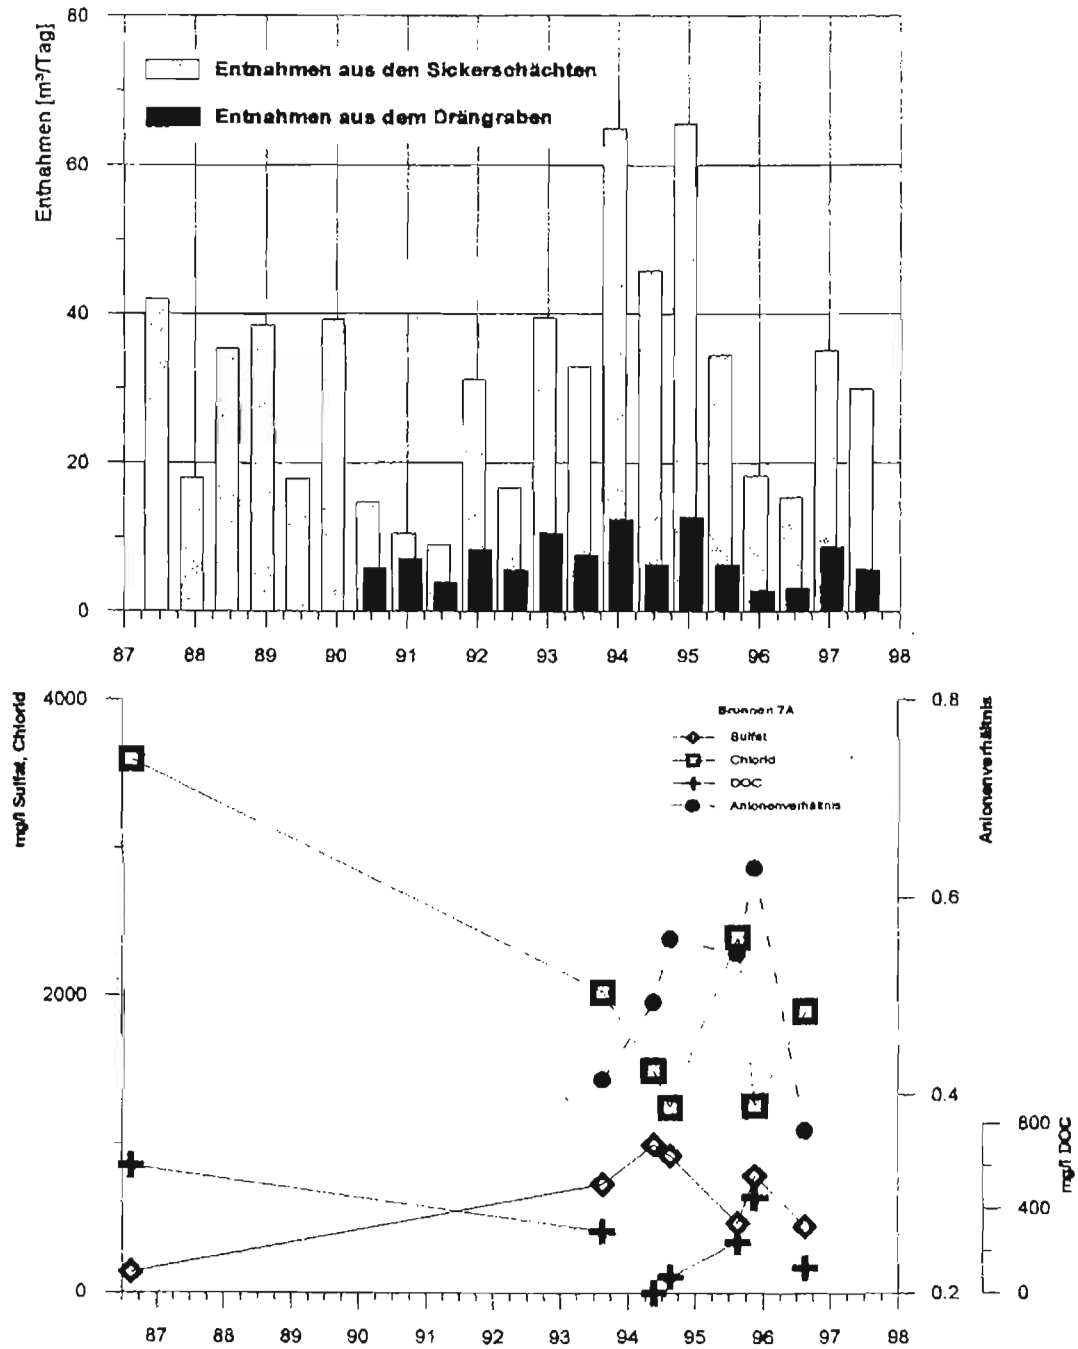 Entnahmen [m³/Tag]
80
60
40
20
0
Entnahmen aus den Sickerschächten
Entnahmen aus dem Drängraben
87 88 89 90 91 92 93 94 95 96 97 98
mg/l Sulfat, Chlorid
4000
2000
0
Brunnen 7A
Sulfat
Chlorid
DOC
Anionenverhältnis
0.8
0.6
0.4
0.2
Anionenverhältnis
800
400
0
mg/l DOC
87 88 89 90 91 92 93 94 95 96 97 98